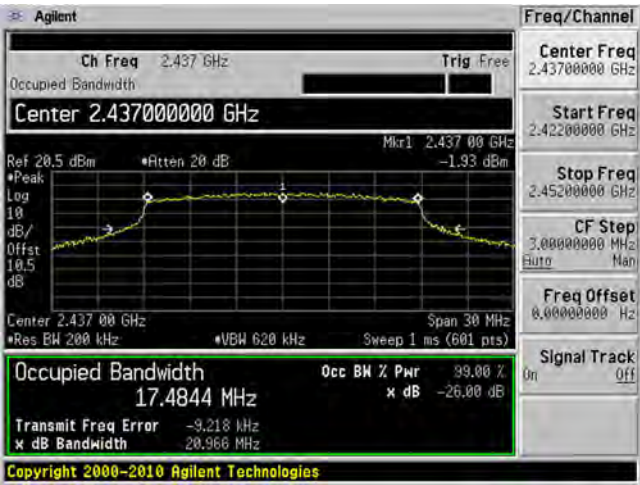 Agilent
Freq/Channel
Ch Freq 2.437 GHz Trig Free
Occupied Bandwidth
Center 2.437000000 GHz
Mkr1 2.437 00 GHz
Ref 20.5 dBm •Atten 20 dB -1.93 dBm
•Peak
Log
10
dB/
Offst
10.5
dB
1
Center 2.437 00 GHz Span 30 MHz
•Res BW 200 kHz •VBW 620 kHz Sweep 1 ms (601 pts)
Occupied Bandwidth Occ BW % Pwr 99.00 %
17.4844 MHz x dB -26.00 dB
Transmit Freq Error -9.218 kHz
x dB Bandwidth 20.966 MHz
Copyright 2000-2010 Agilent Technologies
Center Freq
2.43700000 GHz
Start Freq
2.42200000 GHz
Stop Freq
2.45200000 GHz
CF Step
3.00000000 MHz
Auto Man
Freq Offset
0.00000000 Hz
Signal Track
On Off